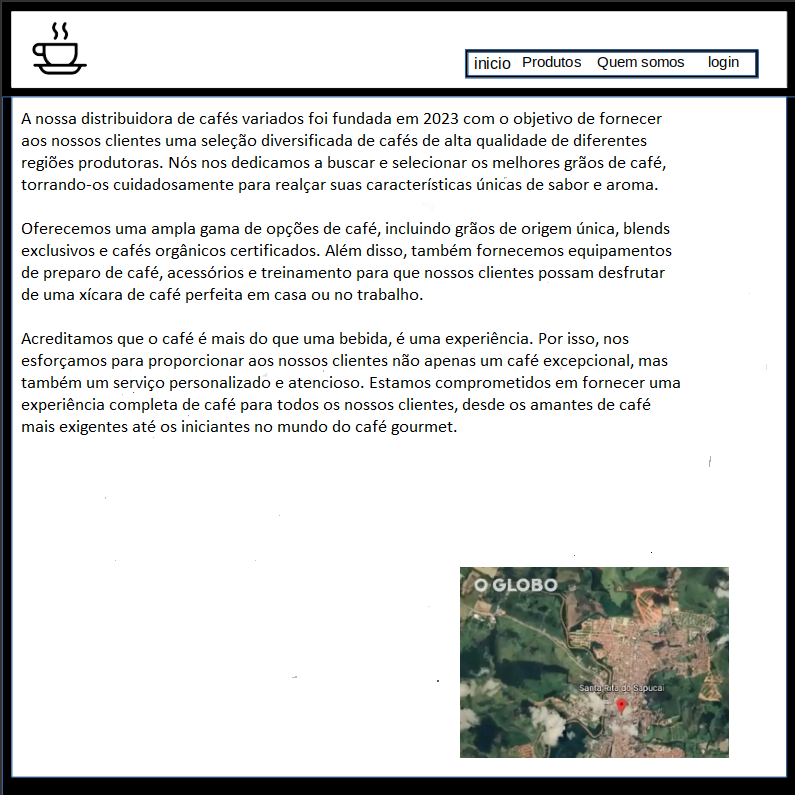 inicio Produtos Quem somos login
A nossa distribuidora de cafés variados foi fundada em 2023 com o objetivo de fornecer
aos nossos clientes uma seleção diversificada de cafés de alta qualidade de diferentes
regiões produtoras. Nós nos dedicamos a buscar e selecionar os melhores grãos de café,
torrando-os cuidadosamente para realçar suas características únicas de sabor e aroma.
Oferecemos uma ampla gama de opções de café, incluindo grãos de origem única, blends
exclusivos e cafés orgânicos certificados. Além disso, também fornecemos equipamentos
de preparo de café, acessórios e treinamento para que nossos clientes possam desfrutar
de uma xícara de café perfeita em casa ou no trabalho.
Acreditamos que o café é mais do que uma bebida, é uma experiência. Por isso, nos
esforçamos para proporcionar aos nossos clientes não apenas um café excepcional, mas
também um serviço personalizado e atencioso. Estamos comprometidos em fornecer uma
experiência completa de café para todos os nossos clientes, desde os amantes de café
mais exigentes até os iniciantes no mundo do café gourmet.
O GLOBO
Santa Rita do Sapucaí